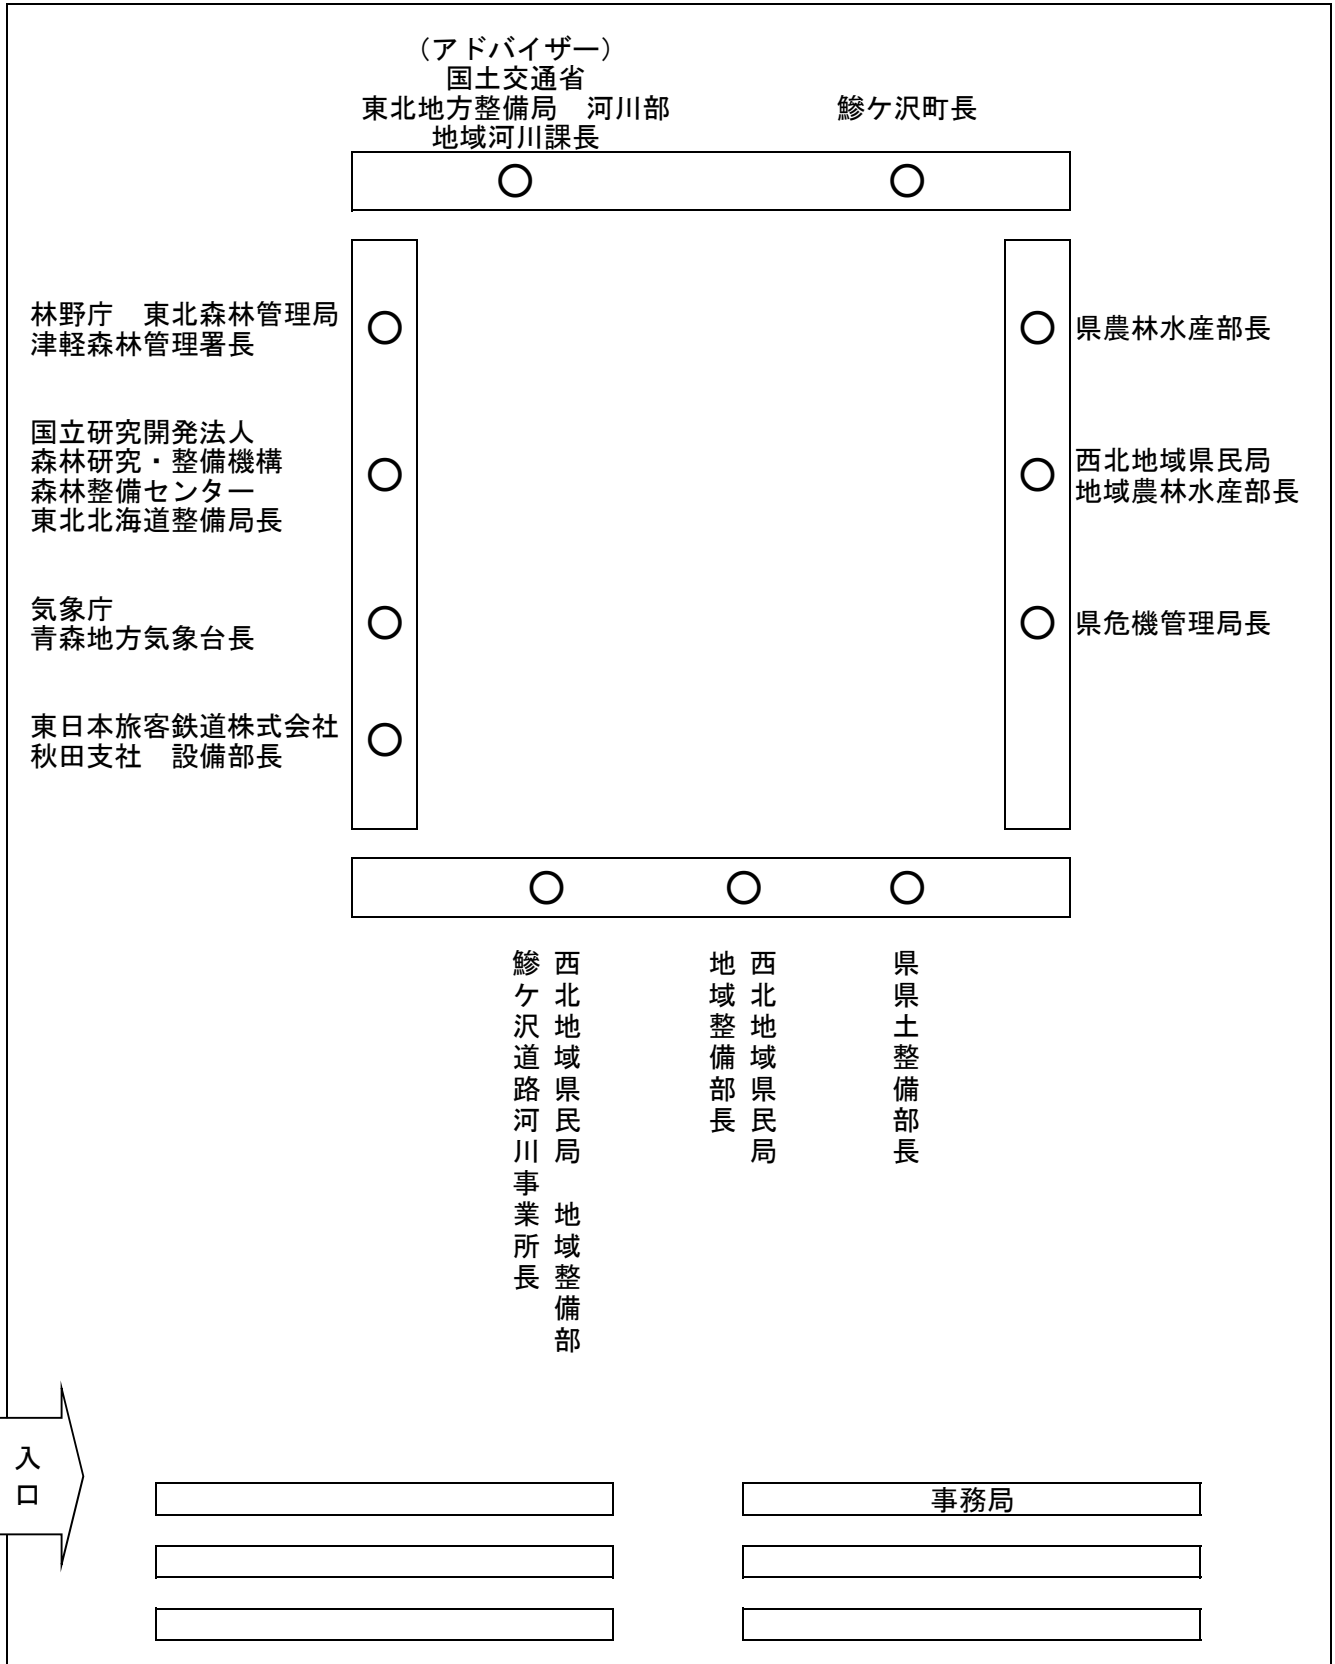 （アドバイザー）
国土交通省
東北地方整備局　河川部
地域河川課長
鰺ケ沢町長
林野庁　東北森林管理局
津軽森林管理署長
国立研究開発法人
森林研究・整備機構
森林整備センター
東北北海道整備局長
気象庁
青森地方気象台長
東日本旅客鉄道株式会社
秋田支社　設備部長
県農林水産部長
西北地域県民局
地域農林水産部長
県危機管理局長
県県土整備部長
西北地域県民局
地域整備部長
西北地域県民局　地域整備部
鰺ケ沢道路河川事業所長
入口
事務局